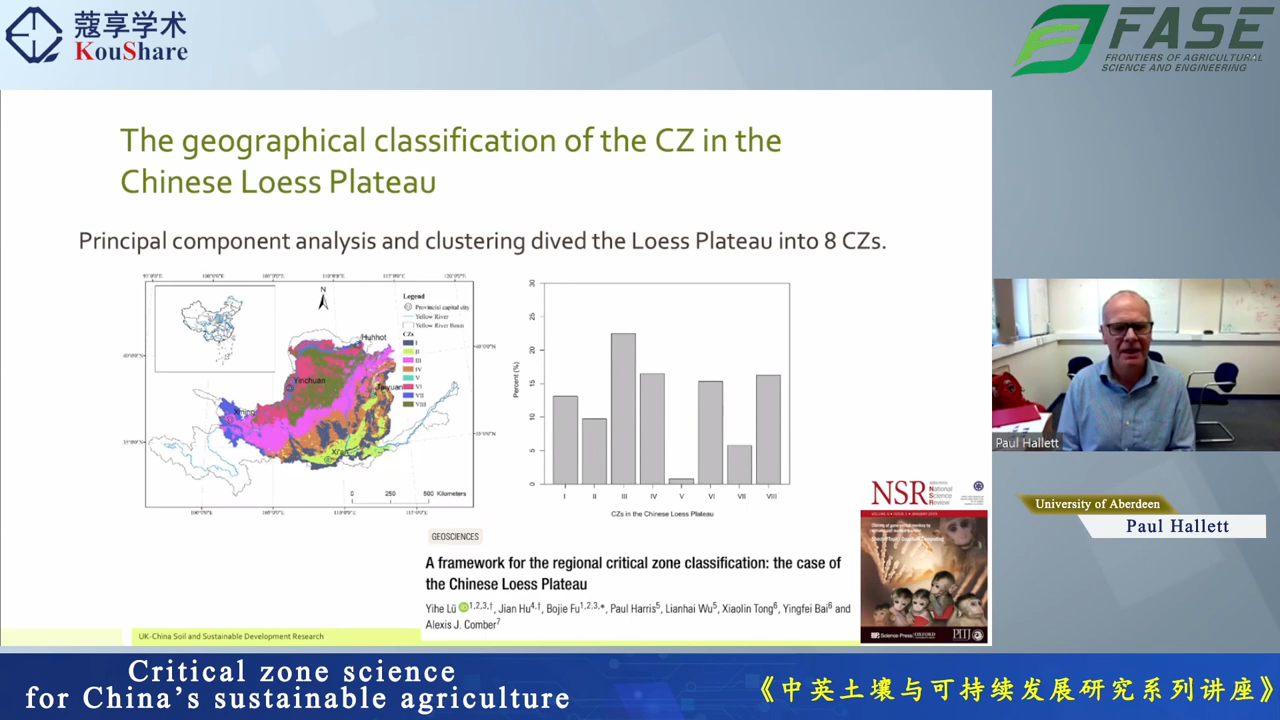 蔻享学术
KouShare
FASE
FRONTIERS OF AGRICULTURAL
SCIENCE AND ENGINEERING
The geographical classification of the CZ in the
Chinese Loess Plateau
Principal component analysis and clustering dived the Loess Plateau into 8 CZs.
N
Legend
Provincial capital city
Yellow River
Yellow River Basin
CZs
I
II
III
IV
V
VI
VII
VIII
Huhhot
Yinchuan
Taiyuan
Xining
Xi'an
0 250 500 Kilometers
Percent (%)
30
25
20
15
10
5
0
I II III IV V VI VII VIII
CZs in the Chinese Loess Plateau
GEOSCIENCES
A framework for the regional critical zone classification: the case of
the Chinese Loess Plateau
Yihe Lü 1,2,3,†, Jian Hu4,†, Bojie Fu1,2,3,*, Paul Harris5, Lianhai Wu5, Xiaolin Tong6, Yingfei Bai6 and
Alexis J. Comber7
NSR National
Science
Review
Science Press OXFORD
UK-China Soil and Sustainable Development Research
Paul Hallett
University of Aberdeen
Paul Hallett
Critical zone science
for China's sustainable agriculture
《中英土壤与可持续发展研究系列讲座》